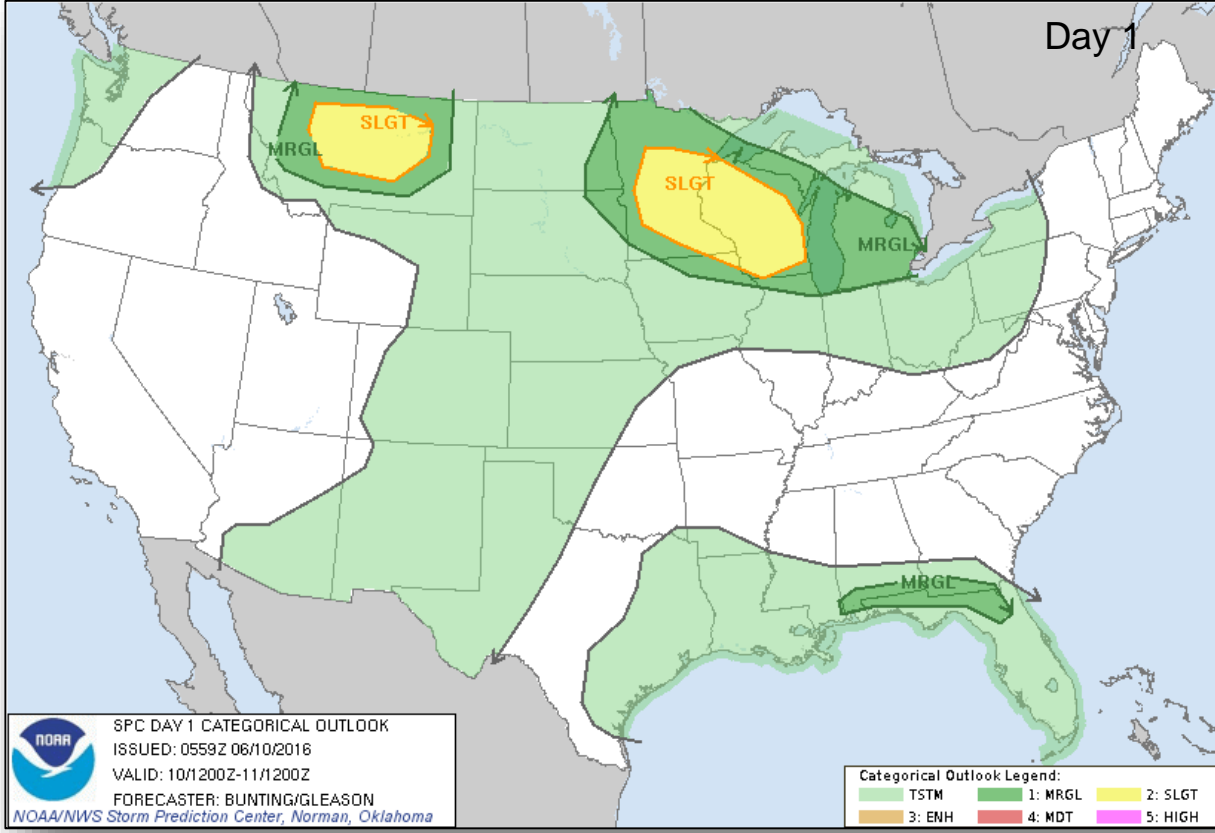 Day 1
SLGT
MRGL
SLGT
MRGL
MRGL
NOAA
SPC DAY 1 CATEGORICAL OUTLOOK
ISSUED: 0559Z 06/10/2016
VALID: 10/1200Z-11/1200Z
FORECASTER: BUNTING/GLEASON
NOAA/NWS Storm Prediction Center, Norman, Oklahoma
Categorical Outlook Legend:
TSTM 1: MRGL 2: SLGT
3: ENH 4: MDT 5: HIGH